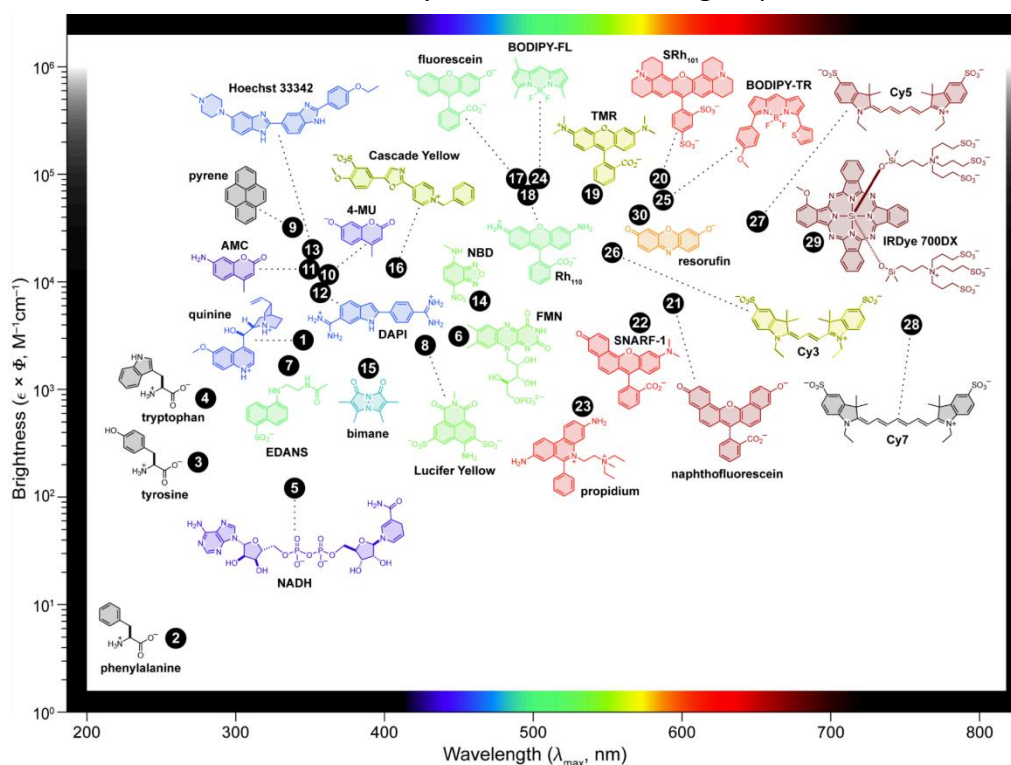 Brightness (ϵ × Φ, M⁻¹cm⁻¹)
10⁶
10⁵
10⁴
10³
10²
10¹
10⁰
fluorescein
BODIPY-FL
SRh₁₀₁
BODIPY-TR
Cy5
Hoechst 33342
TMR
Cascade Yellow
pyrene
4-MU
17
24
18
19
20
25
30
27
29
IRDye 700DX
9
13
11
10
12
16
AMC
NBD
14
Rh₁₁₀
26
resorufin
quinine
1
DAPI
8
6
FMN
21
22
SNARF-1
Cy3
28
7
15
tryptophan
4
EDANS
bimane
Lucifer Yellow
23
propidium
naphthofluorescein
Cy7
3
tyrosine
5
NADH
2
phenylalanine
200
300
400
500
600
700
800
Wavelength (λmax, nm)